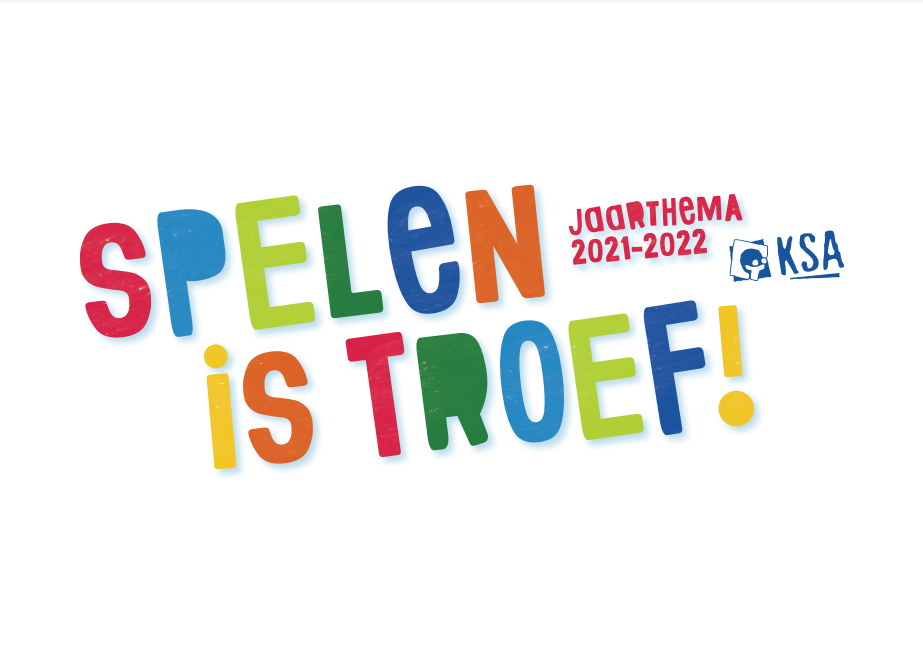 SPELEN
JaaRTHeMA
2021-2022
KSA
iS TROEF!